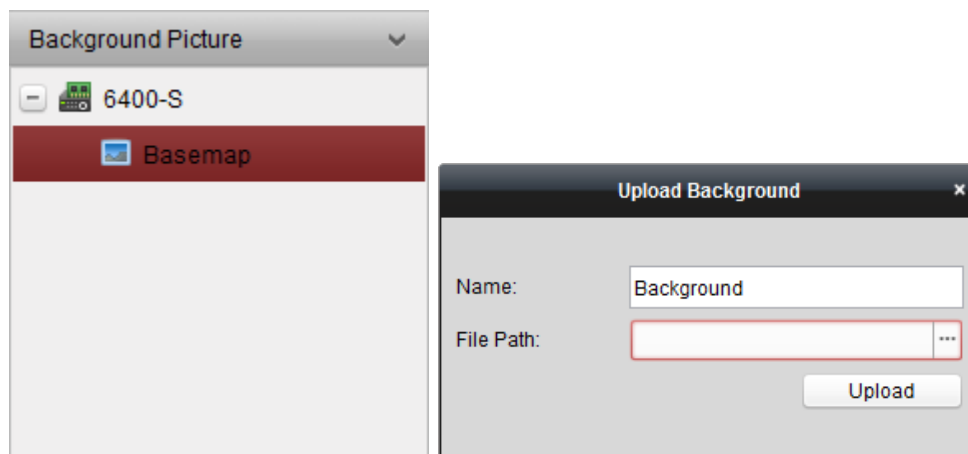 Background Picture
6400-S
Basemap
Upload Background
Name:
Background
File Path:
Upload